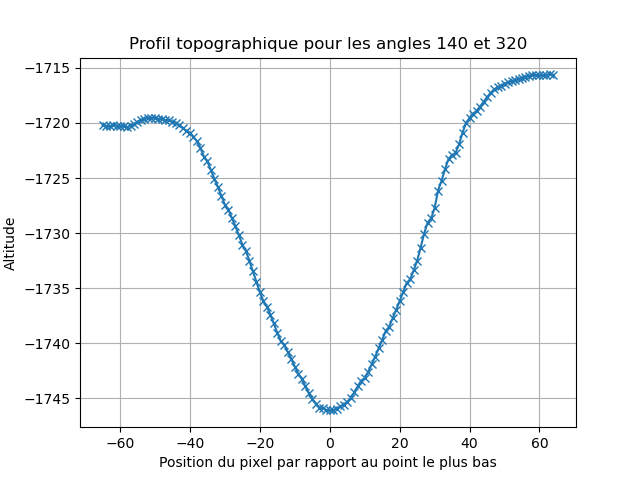 Profil topographique pour les angles 140 et 320
−1715
−1720
−1725
−1730
−1735
−1740
−1745
Altitude
−60 −40 −20 0 20 40 60
Position du pixel par rapport au point le plus bas